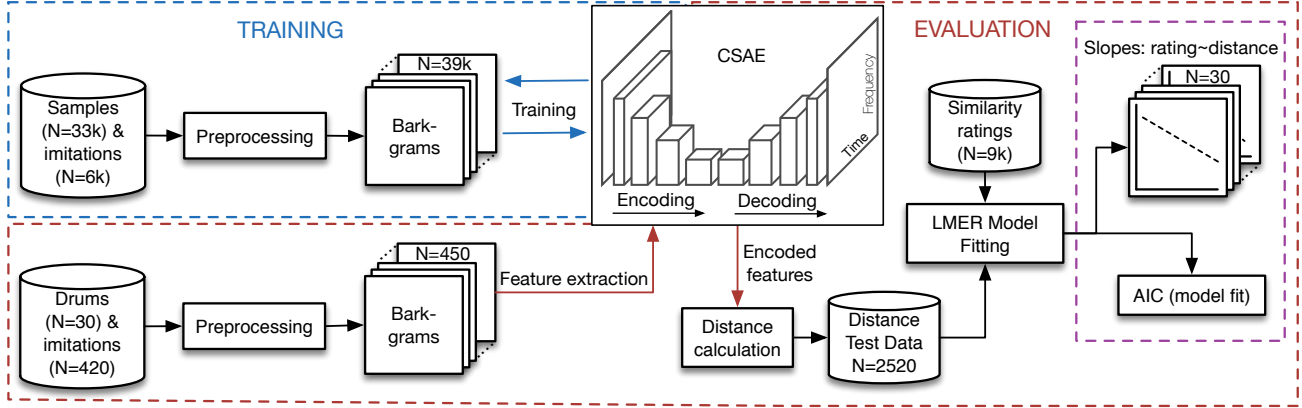 TRAINING
EVALUATION
Samples
(N=33k) &
imitations
(N=6k)
Preprocessing
N=39k
Bark-
grams
Training
CSAE
Frequency
Time
Encoding
Decoding
Similarity
ratings
(N=9k)
Slopes: rating~distance
N=30
LMER Model
Fitting
AIC (model fit)
Drums
(N=30) &
imitations
(N=420)
Preprocessing
N=450
Bark-
grams
Feature extraction
Encoded
features
Distance
calculation
Distance
Test Data
N=2520